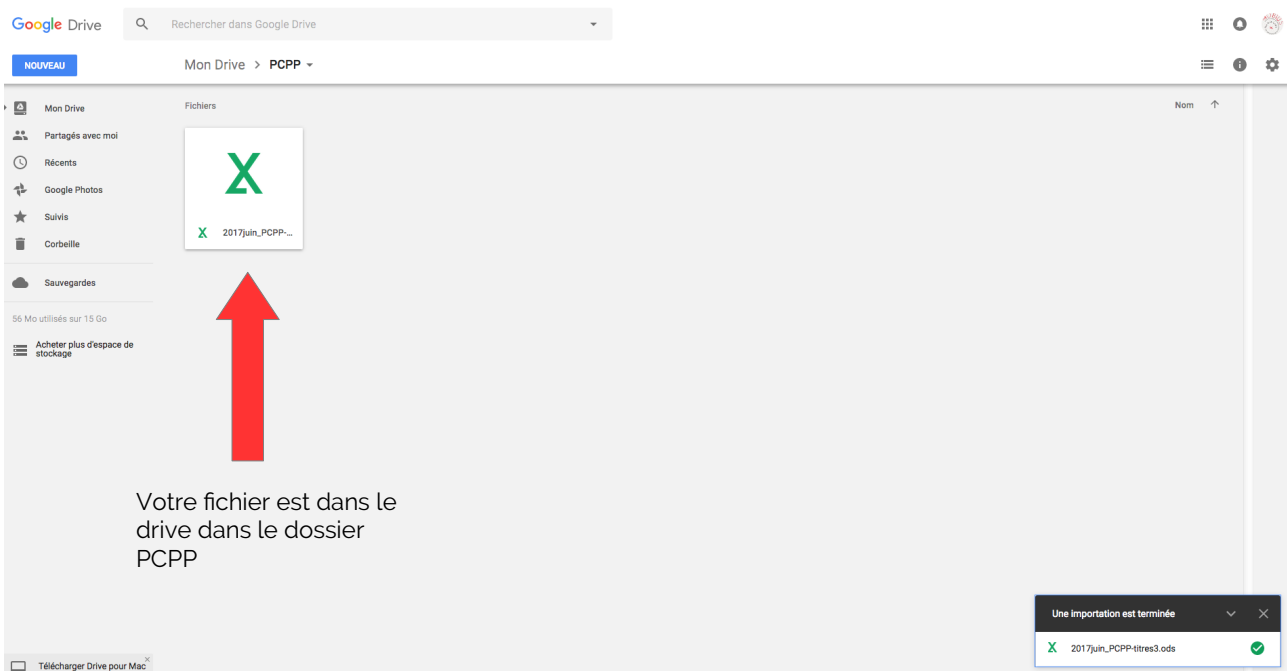 Google Drive
Rechercher dans Google Drive
NOUVEAU
Mon Drive > PCPP
Mon Drive
Partagés avec moi
Récents
Google Photos
Suivis
Corbeille
Sauvegardes
56 Mo utilisés sur 15 Go
Acheter plus d'espace de
stockage
Télécharger Drive pour Mac
Fichiers
Nom
2017juin_PCPP-...
Votre fichier est dans le
drive dans le dossier
PCPP
Une importation est terminée
2017juin_PCPP-titres3.ods